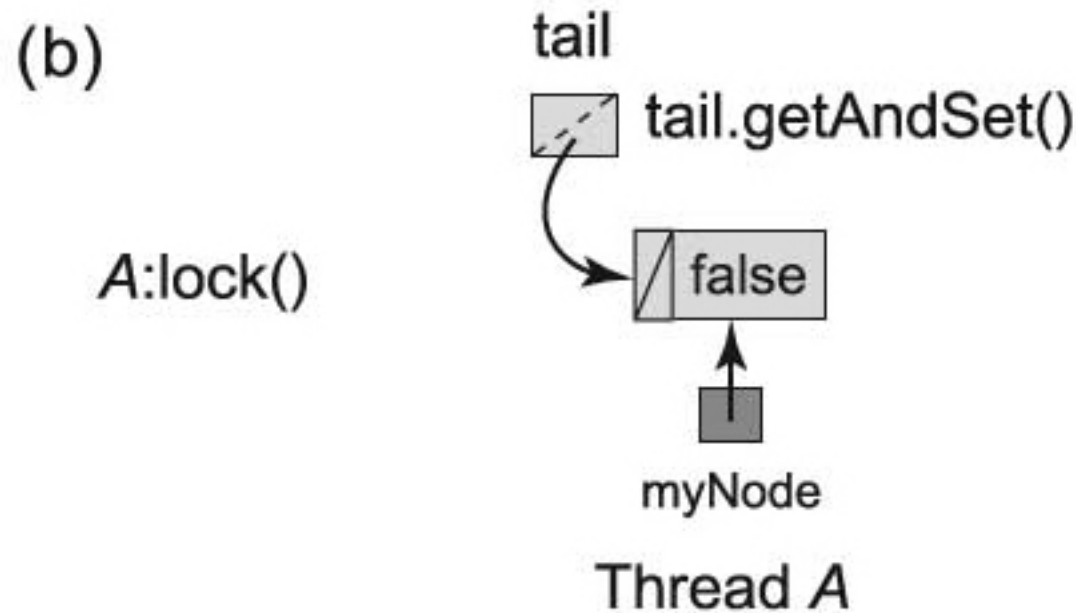 (b)
tail
tail.getAndSet()
A:lock()
false
myNode
Thread A